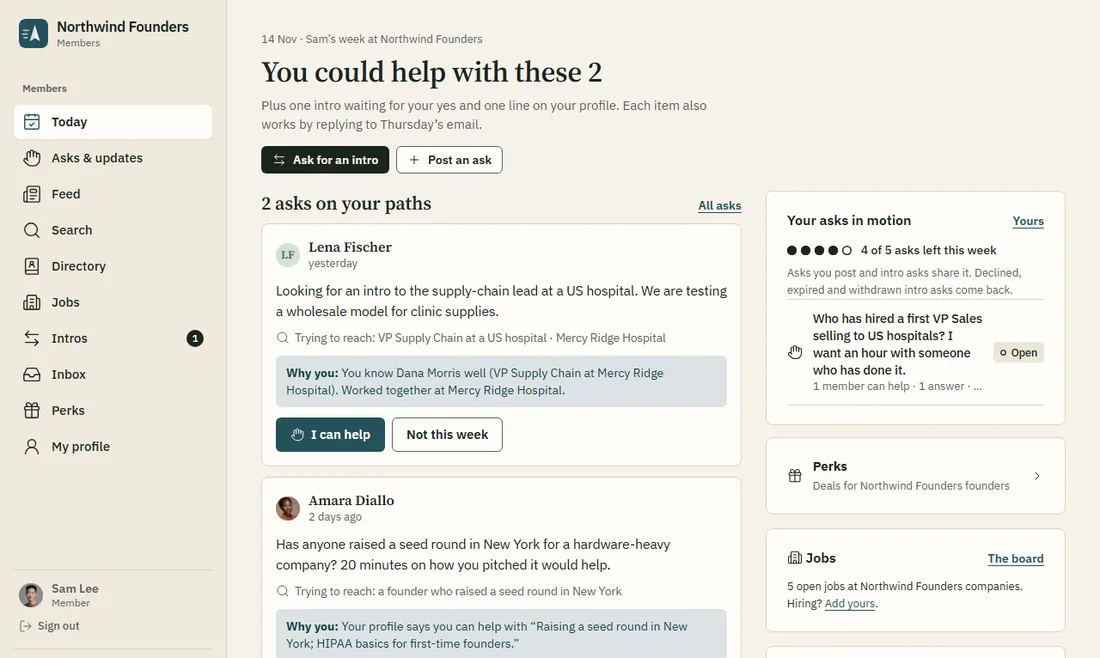 Northwind Founders
Members
Members
Today
Asks & updates
Feed
Search
Directory
Jobs
Intros
1
Inbox
Perks
My profile
Sam Lee
Member
Sign out
14 Nov · Sam’s week at Northwind Founders
You could help with these 2
Plus one intro waiting for your yes and one line on your profile. Each item also
works by replying to Thursday’s email.
Ask for an intro
Post an ask
2 asks on your paths
All asks
LF
Lena Fischer
yesterday
Looking for an intro to the supply-chain lead at a US hospital. We are testing
a wholesale model for clinic supplies.
Trying to reach: VP Supply Chain at a US hospital · Mercy Ridge Hospital
Why you: You know Dana Morris well (VP Supply Chain at Mercy Ridge
Hospital). Worked together at Mercy Ridge Hospital.
I can help
Not this week
Amara Diallo
2 days ago
Has anyone raised a seed round in New York for a hardware-heavy
company? 20 minutes on how you pitched it would help.
Trying to reach: a founder who raised a seed round in New York
Why you: Your profile says you can help with “Raising a seed round in New
York; HIPAA basics for first-time founders.”
Your asks in motion
Yours
4 of 5 asks left this week
Asks you post and intro asks share it. Declined,
expired and withdrawn intro asks come back.
Who has hired a first VP Sales
selling to US hospitals? I
want an hour with someone
who has done it.
1 member can help · 1 answer · ...
Open
Perks
Deals for Northwind Founders founders
Jobs
The board
5 open jobs at Northwind Founders companies.
Hiring? Add yours.